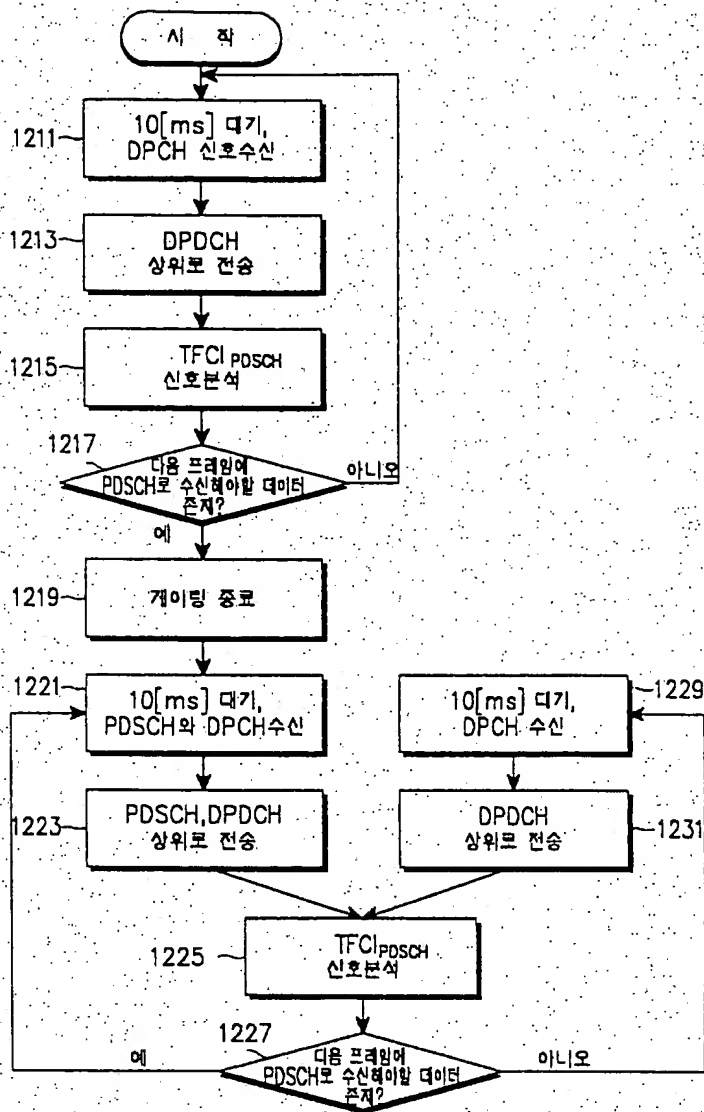 시 작
1211
10[ms] 대기,
DPCH 신호수신
1213
DPDCH
상위로 전송
1215
TFCI PDSCH
신호분석
1217
다음 프레임에
PDSCH로 수신해야할 데이터
존재?
아니오
예
1219
게이팅 종료
1221
10[ms] 대기,
PDSCH와 DPCH수신
1229
10[ms] 대기,
DPCH 수신
1223
PDSCH,DPDCH
상위로 전송
DPDCH
상위로 전송
1231
1225
TFCIPDSCH
신호분석
1227
예
다음 프레임에
PDSCH로 수신해야할 데이터
존재?
아니오